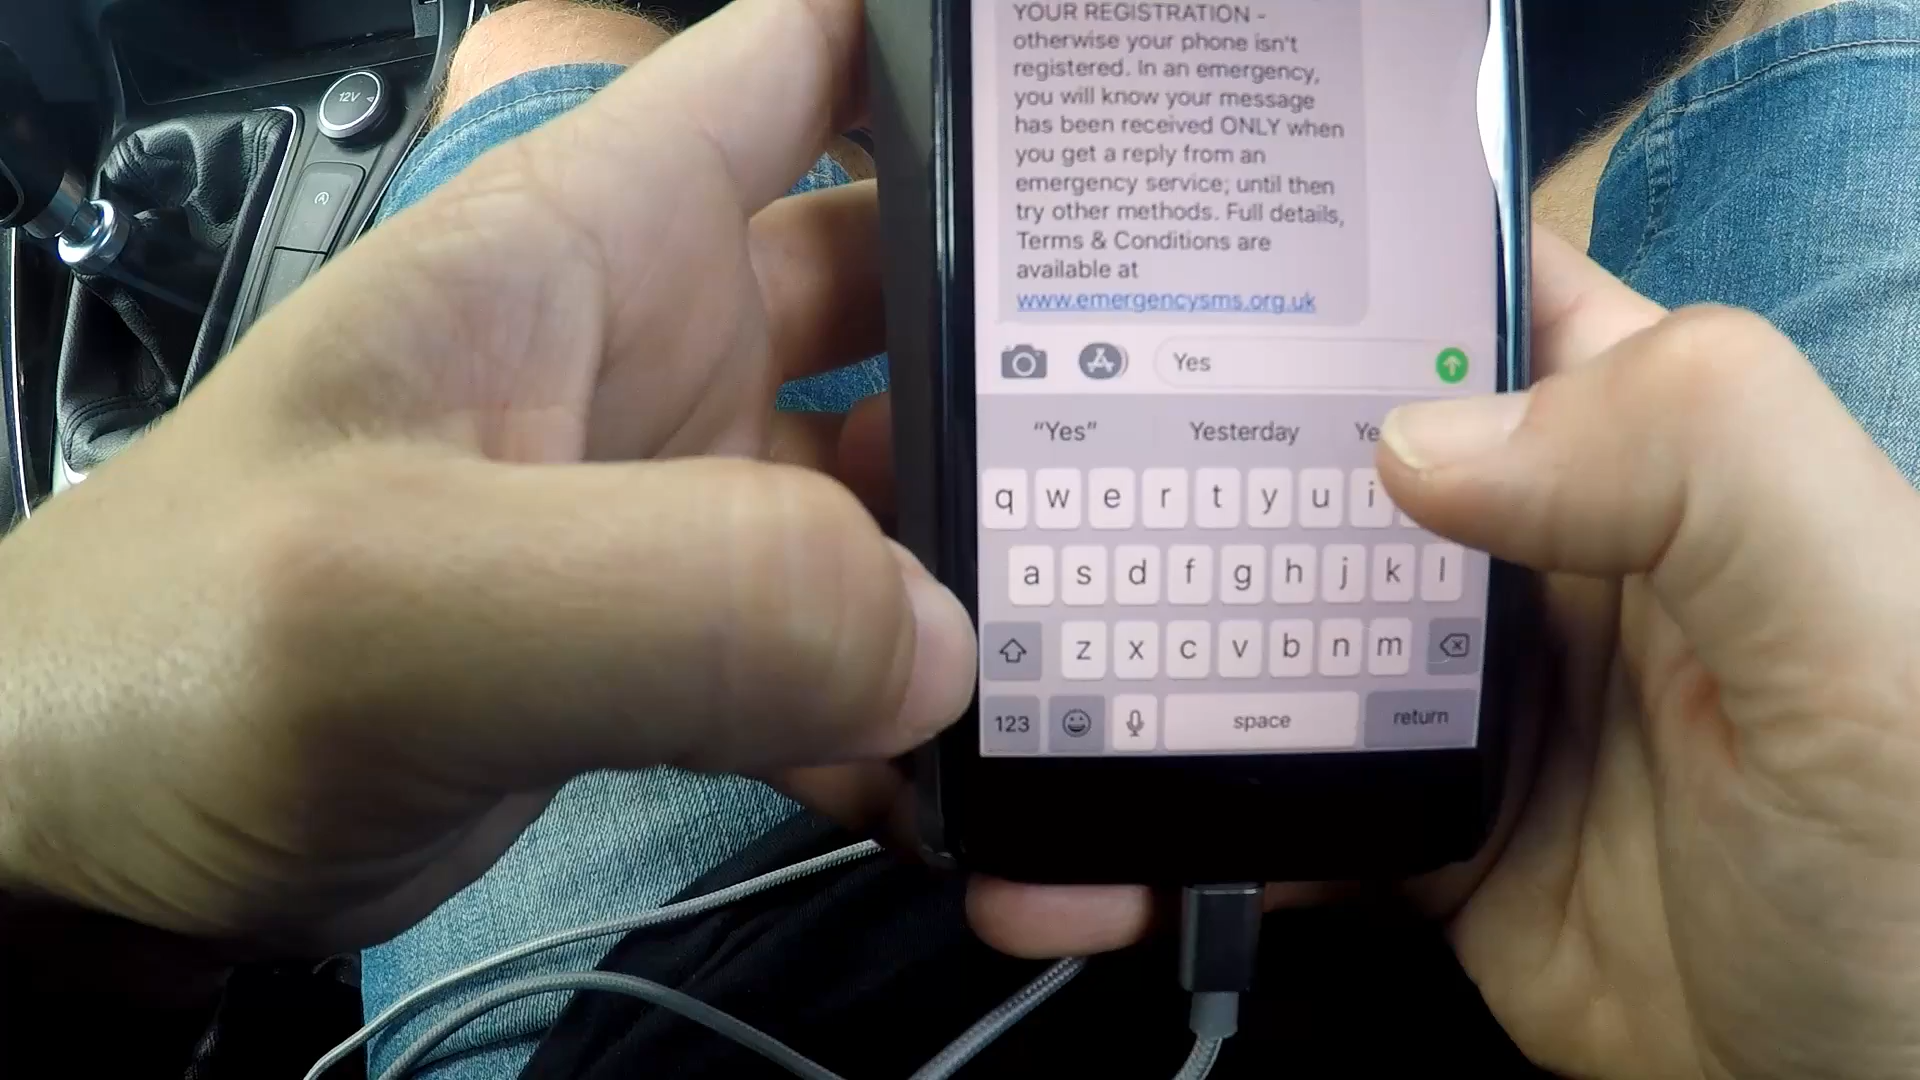 YOUR REGISTRATION -
otherwise your phone isn't
registered. In an emergency,
you will know your message
has been received ONLY when
you get a reply from an
emergency service; until then
try other methods. Full details,
Terms & Conditions are
available at
www.emergencysms.org.uk
Yes
“Yes” Yesterday Ye
q w e r t y u i
a s d f g h j k l
z x c v b n m
123 space return
12V